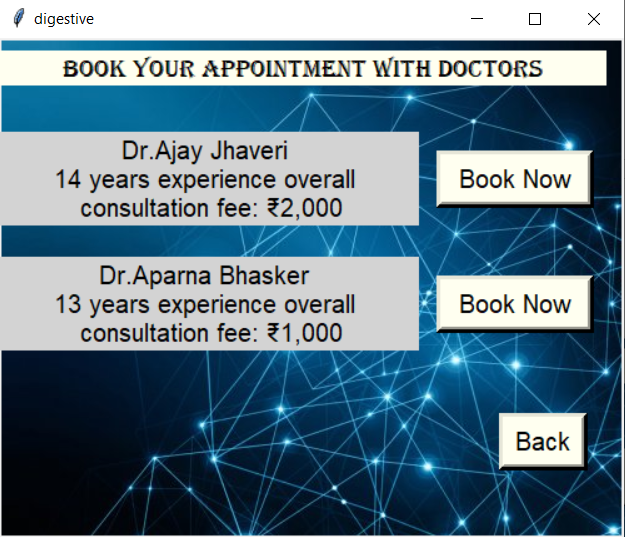 digestive
BOOK YOUR APPOINTMENT WITH DOCTORS
Dr.Ajay Jhaveri
14 years experience overall
consultation fee: ₹2,000
Book Now
Dr.Aparna Bhasker
13 years experience overall
consultation fee: ₹1,000
Book Now
Back